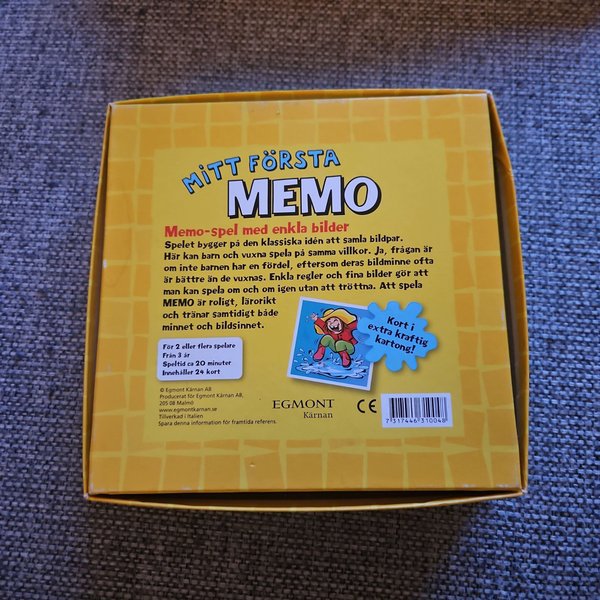 MITT FÖRSTA
MEMO
Memo-spel med enkla bilder
Spelet bygger på den klassiska idén att samla bildpar.
Här kan barn och vuxna spela på samma villkor. Ja, frågan är
om inte barnen har en fördel, eftersom deras bildminne ofta
är bättre än de vuxnas. Enkla regler och fina bilder gör att
man kan spela om och om igen utan att tröttna. Att spela
MEMO är roligt, lärorikt
och tränar samtidigt både
minnet och bildsinnet.
Kort i
extra kraftig
kartong!
För 2 eller flera spelare
Från 3 år
Speltid ca 20 minuter
Innehåller 24 kort
© Egmont Kärnan AB
Producerat för Egmont Kärnan AB,
205 08 Malmö
www.egmontkarnan.se
Tillverkad i Italien
Spara denna information för framtida referens.
EGMONT
Kärnan
CE
7 317446 310048